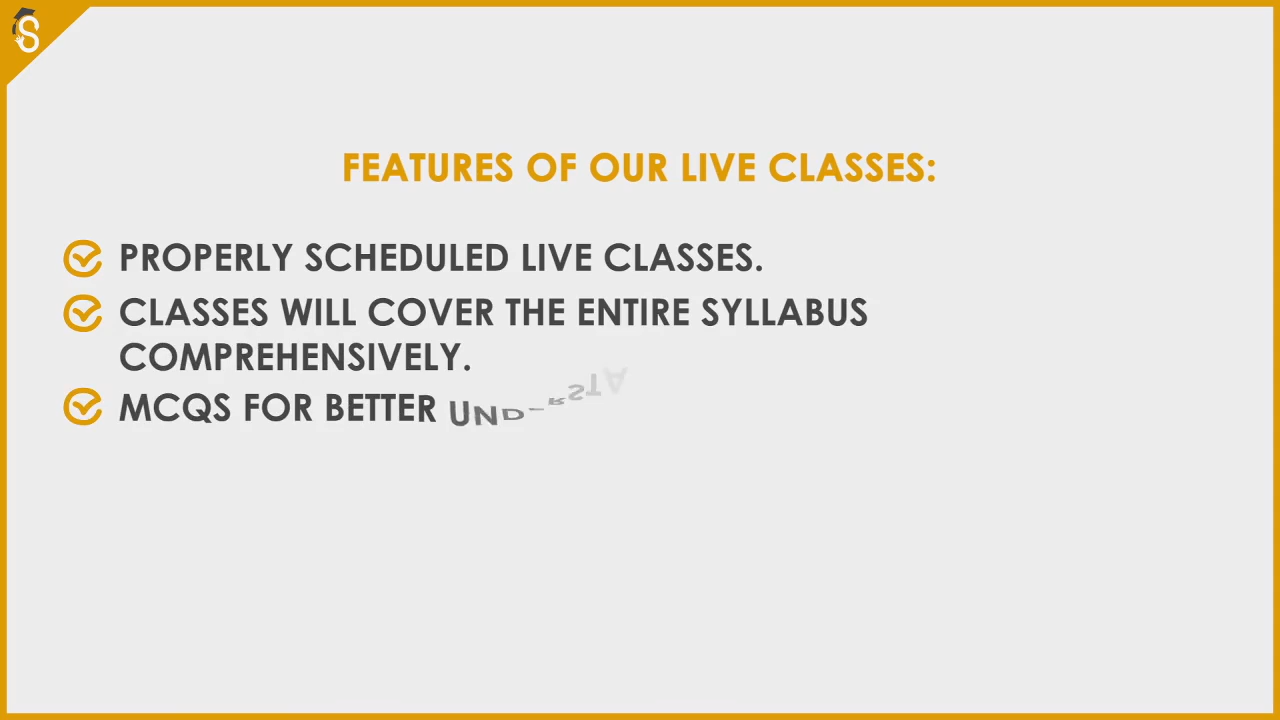 FEATURES OF OUR LIVE CLASSES:
PROPERLY SCHEDULED LIVE CLASSES.
CLASSES WILL COVER THE ENTIRE SYLLABUS
COMPREHENSIVELY.
MCQS FOR BETTER